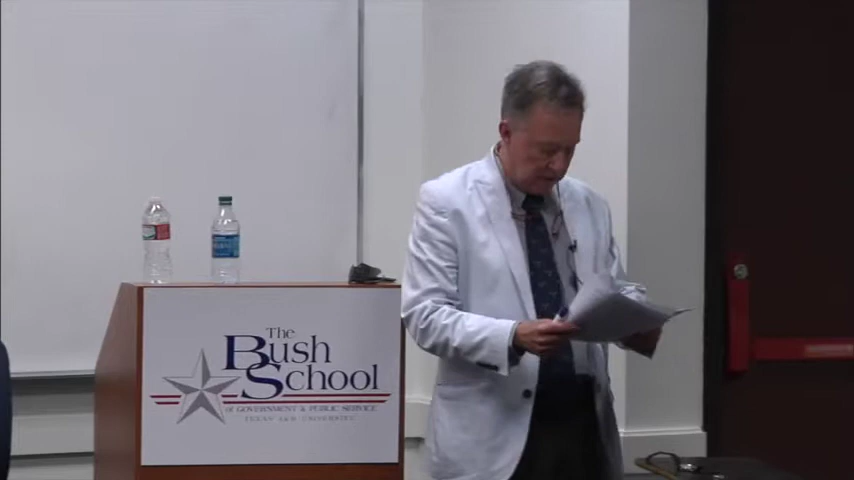 The
Bush
School
OF GOVERNMENT & PUBLIC SERVICE
TEXAS A&M UNIVERSITY